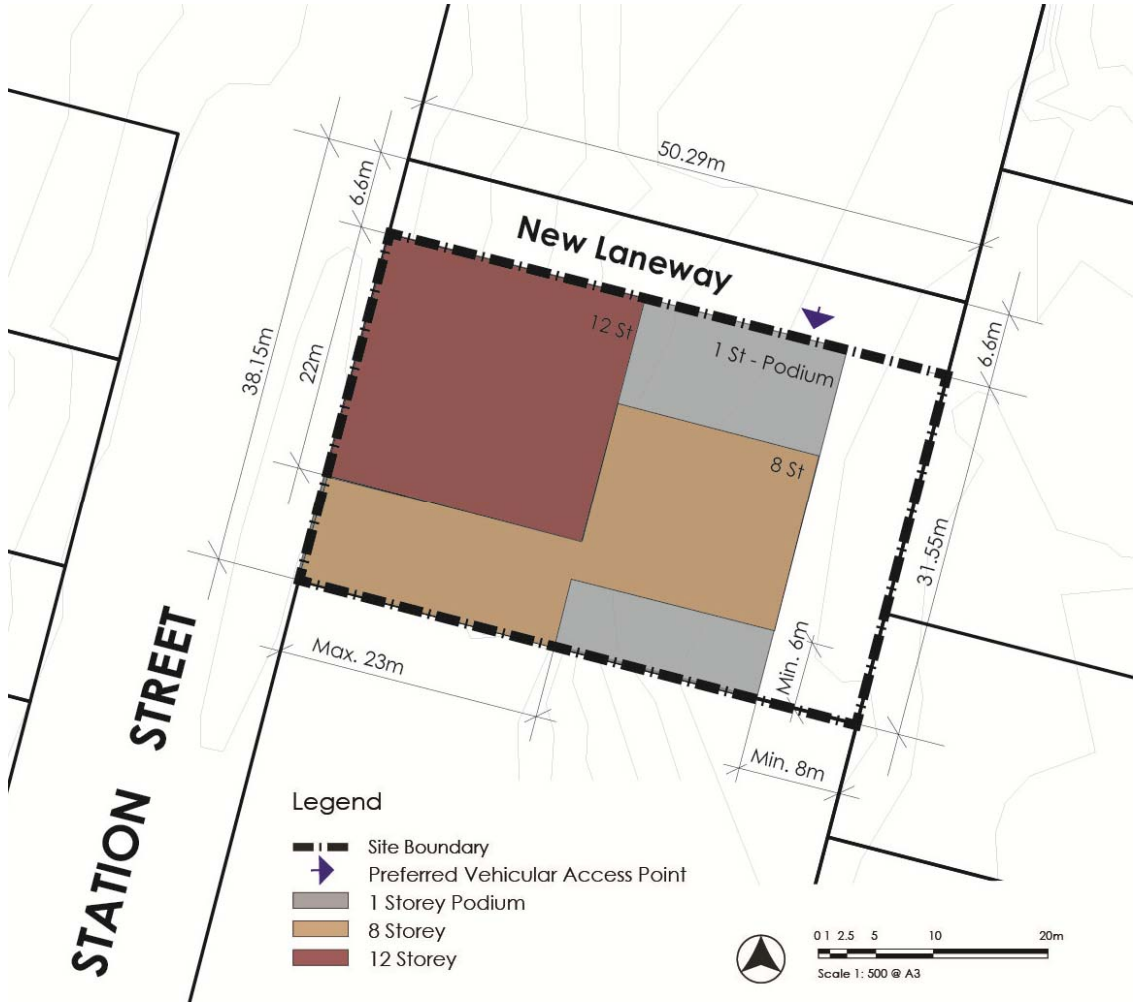 50.29m
6.6m
New Laneway
38.15m
22m
12 St
1 St - Podium
6.6m
8 St
31.55m
Max. 23m
Min. 6m
Min. 8m
STATION STREET
Legend
Site Boundary
Preferred Vehicular Access Point
1 Storey Podium
8 Storey
12 Storey
0 1 2.5 5 10 20m
Scale 1: 500 @ A3